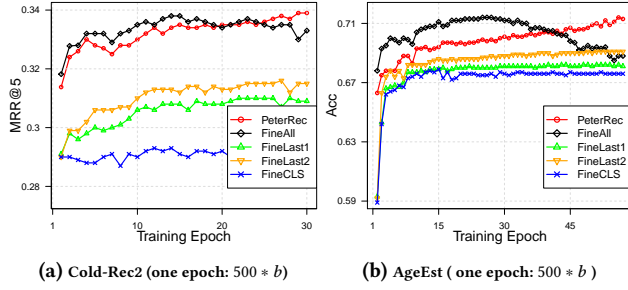 0.34
0.32
0.3
0.28
MRR@5
PeterRec
FineAll
FineLast1
FineLast2
FineCLS
1
10
20
30
Training Epoch
(a) Cold-Rec2 (one epoch: 500 * b)
0.71
0.67
0.63
0.59
Acc
PeterRec
FineAll
FineLast1
FineLast2
FineCLS
1
15
30
45
Training Epoch
(b) AgeEst ( one epoch: 500 * b )